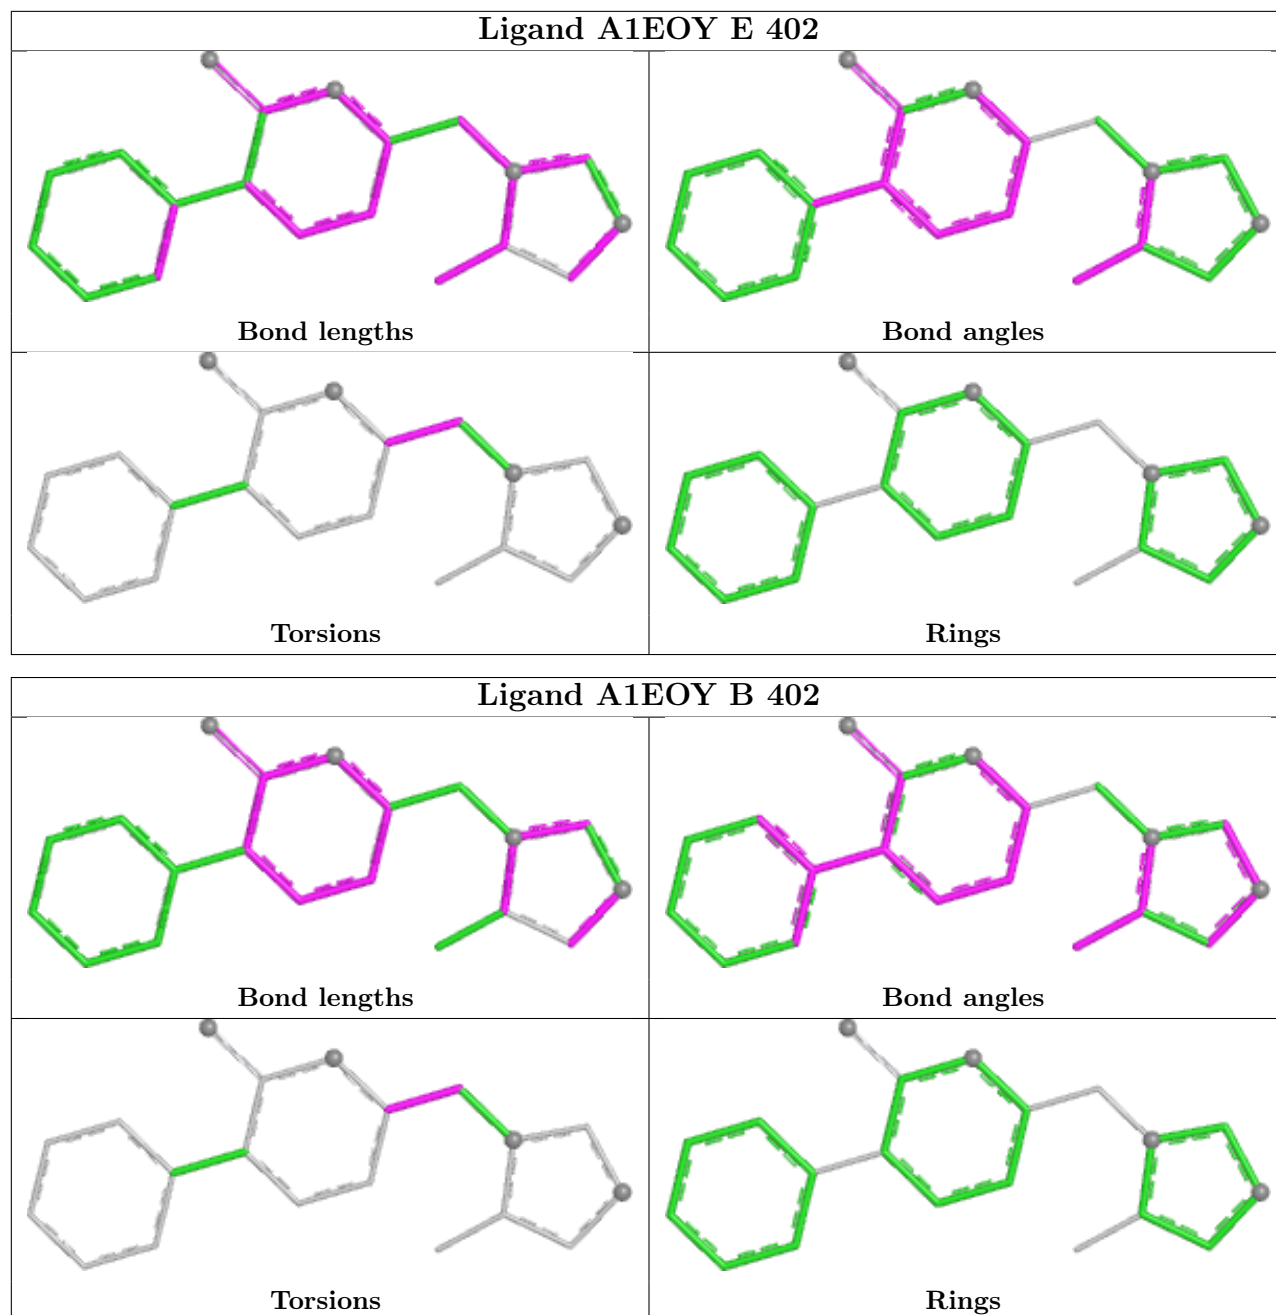 Ligand A1EOY E 402
Bond lengths
Bond angles
Torsions
Rings
Ligand A1EOY B 402
Bond lengths
Bond angles
Torsions
Rings